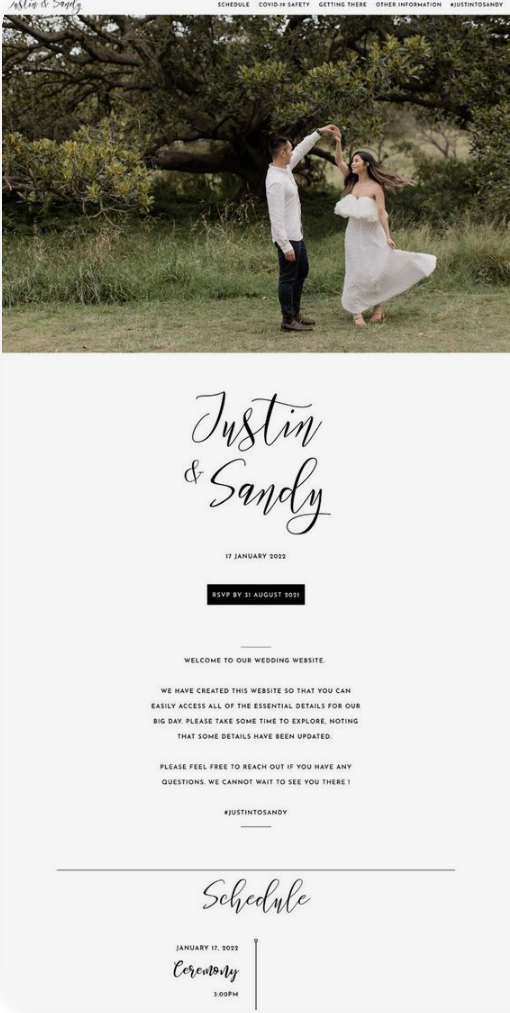 Justin & Sandy
SCHEDULE COVID-19 SAFETY GETTING THERE OTHER INFORMATION #JUSTINTOSANDY
Justin
& Sandy
17 JANUARY 2022
RSVP BY 31 AUGUST 2021
WELCOME TO OUR WEDDING WEBSITE.
WE HAVE CREATED THIS WEBSITE SO THAT YOU CAN
EASILY ACCESS ALL OF THE ESSENTIAL DETAILS FOR OUR
BIG DAY. PLEASE TAKE SOME TIME TO EXPLORE, NOTING
THAT SOME DETAILS HAVE BEEN UPDATED.
PLEASE FEEL FREE TO REACH OUT IF YOU HAVE ANY
QUESTIONS. WE CANNOT WAIT TO SEE YOU THERE !
#JUSTINTOSANDY
Schedule
JANUARY 17, 2022
Ceremony
3:00PM